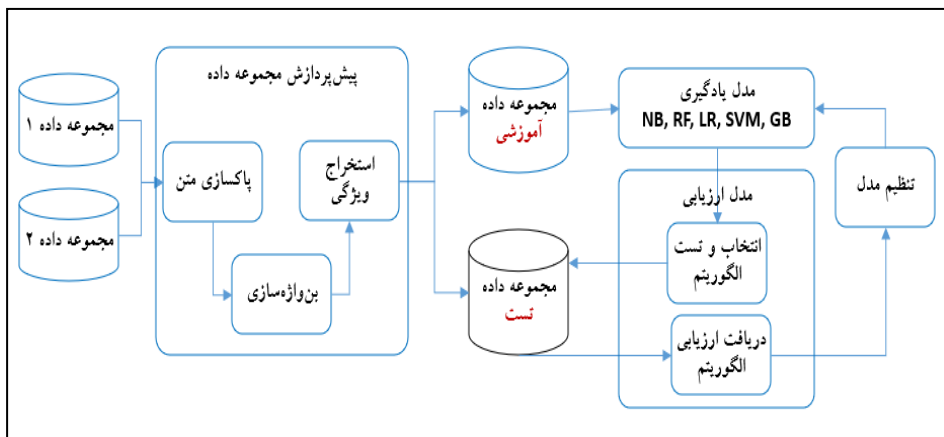 مجموعه داده ۱
مجموعه داده ۲
پیش‌پردازش مجموعه داده
پاکسازی متن
بن‌واژه‌سازی
استخراج
ویژگی
مجموعه داده
آموزشی
مجموعه داده
تست
مدل یادگیری
NB, RF, LR, SVM, GB
مدل ارزیابی
انتخاب و تست
الگوریتم
دریافت ارزیابی
الگوریتم
تنظیم مدل